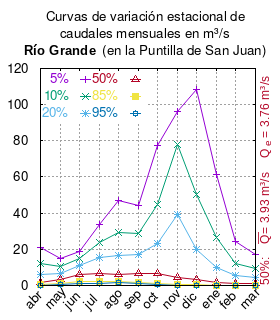 Curvas de variación estacional de
caudales mensuales en m³/s
Río Grande (en la Puntilla de San Juan)
120
100
80
60
40
20
0
5% 50%
10% 85%
20% 95%
abr
may
jun
jul
ago
sep
oct
nov
dic
ene
feb
mar
50%: Q=3,93 m³/s Qe = 3,76 m³/s